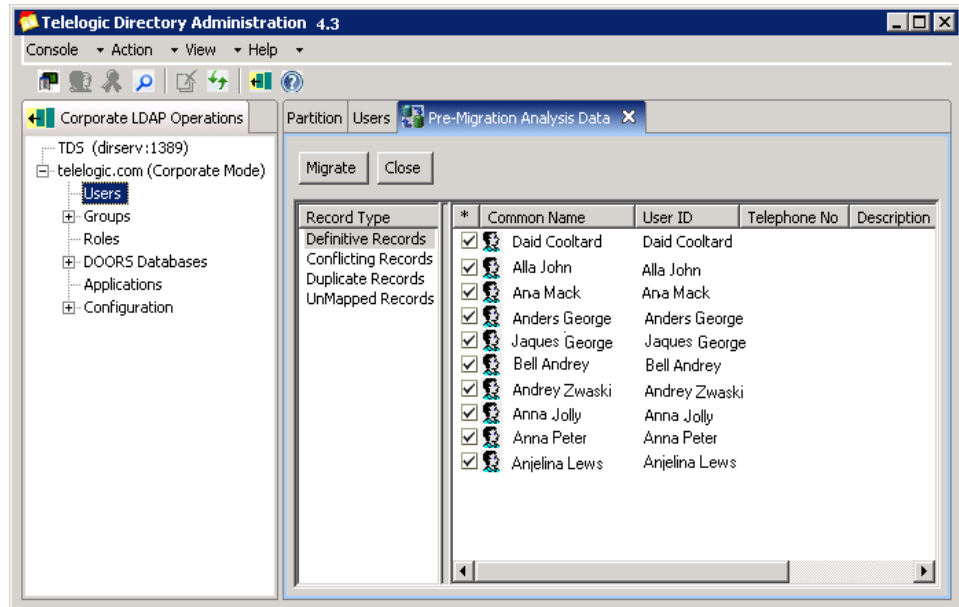 Telelogic Directory Administration 4.3
Console Action View Help
Corporate LDAP Operations
TDS (dirserv:1389)
telelogic.com (Corporate Mode)
Users
Groups
Roles
DOORS Databases
Applications
Configuration
Partition Users Pre-Migration Analysis Data
Migrate Close
Record Type
Definitive Records
Conflicting Records
Duplicate Records
UnMapped Records
* Common Name User ID Telephone No Description
Daid Cooltard Daid Cooltard
Alla John Alla John
Ana Mack Ana Mack
Anders George Anders George
Jaques George Jaques George
Bell Andrey Bell Andrey
Andrey Zwaski Andrey Zwaski
Anna Jolly Anna Jolly
Anna Peter Anna Peter
Anjelina Lews Anjelina Lews